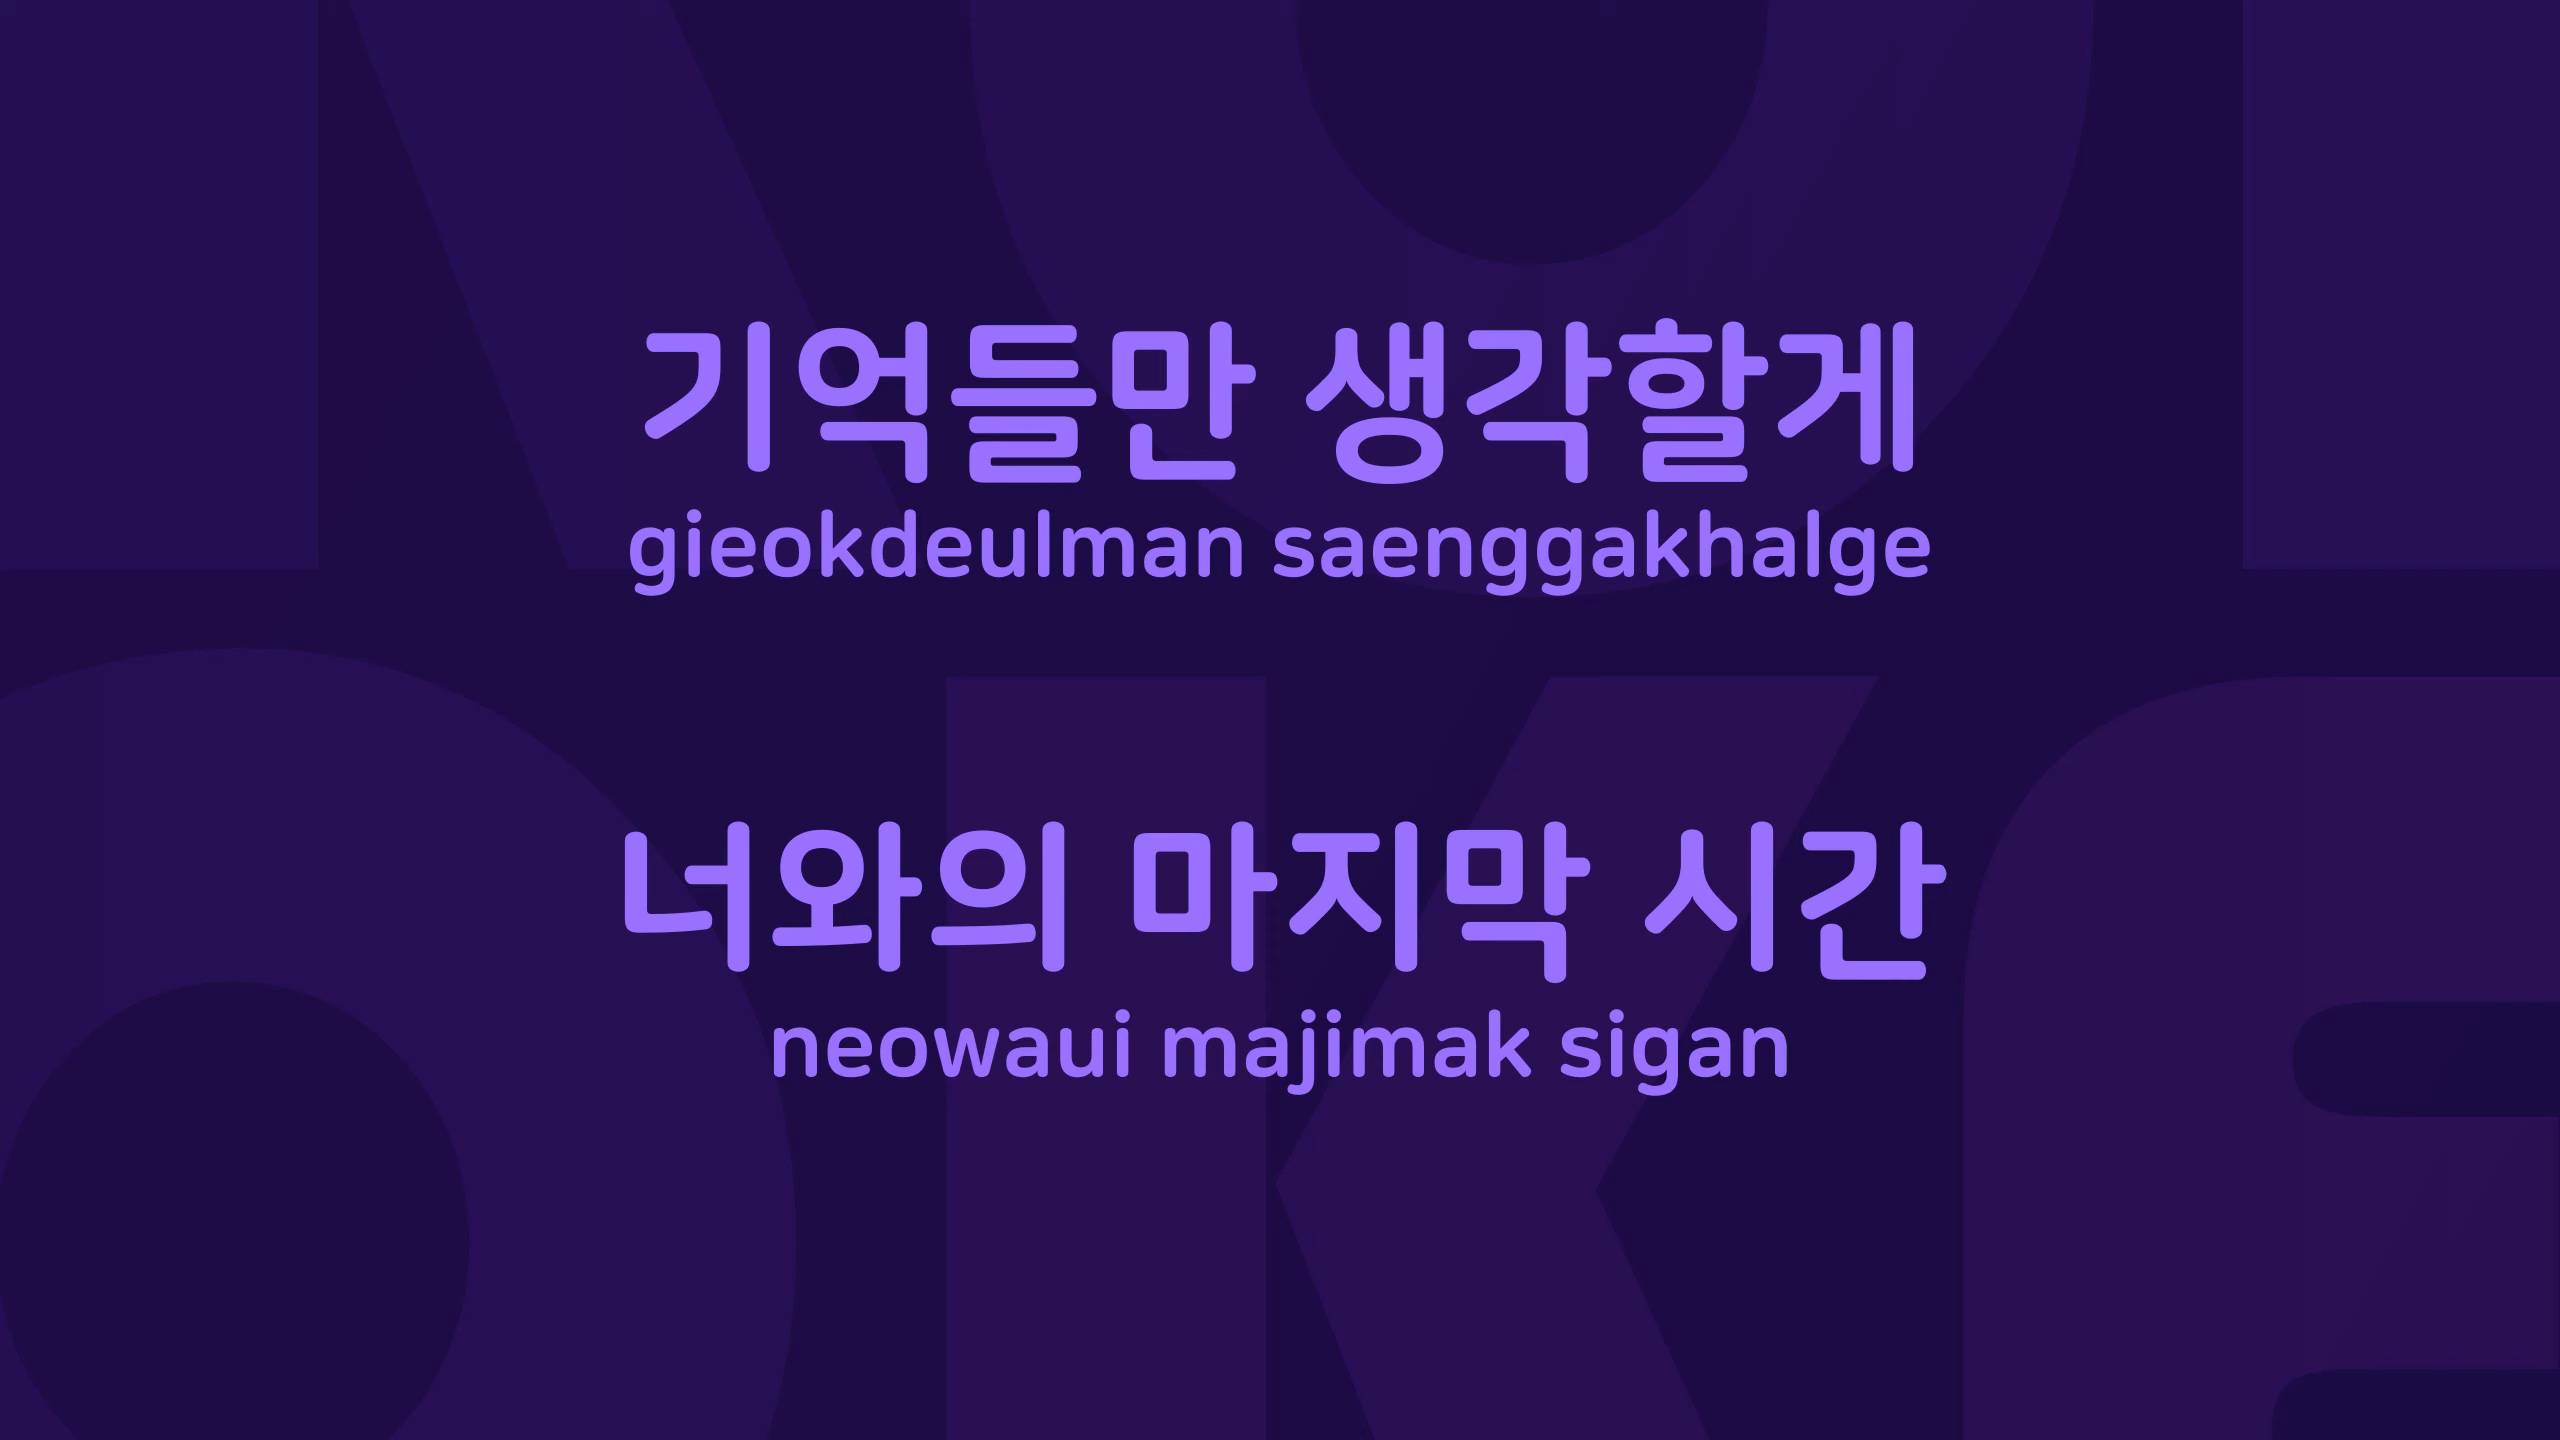 기억들만 생각할게
gieokdeulman saenggakhalge
너와의 마지막 시간
neowaui majimak sigan